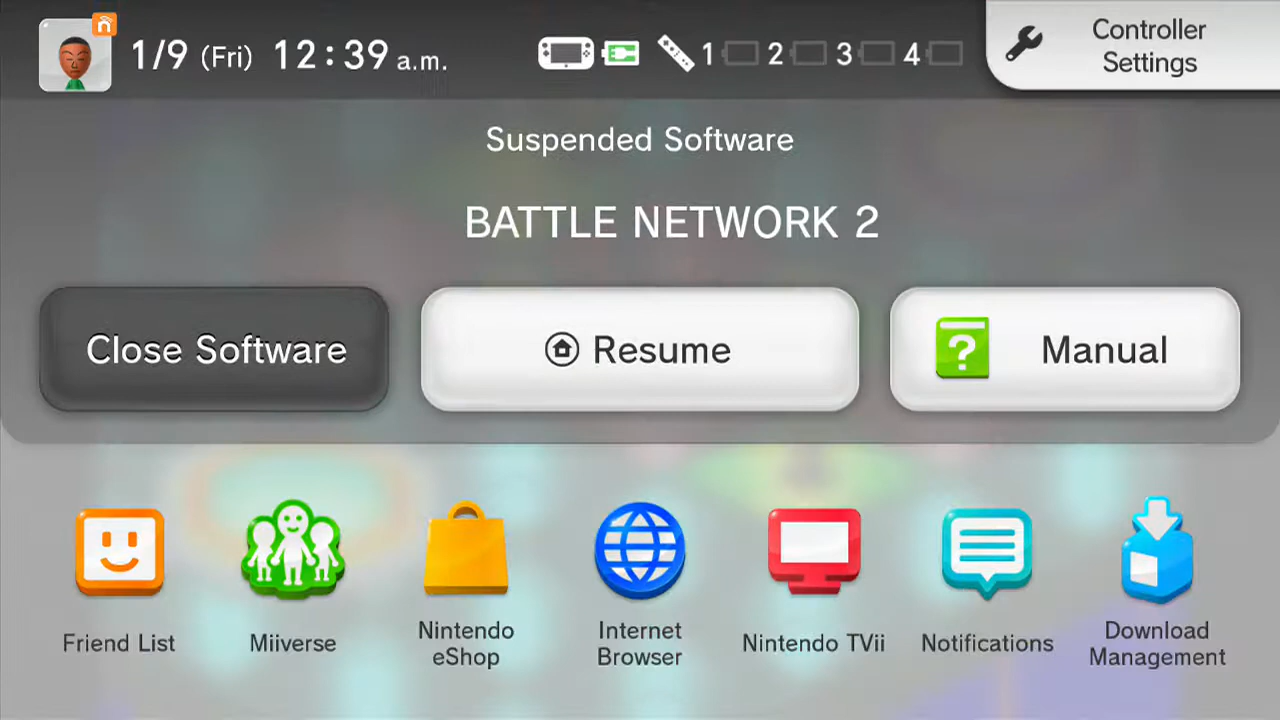 1/9 (Fri) 12:39 a.m.
1 2 3 4
Controller
Settings
Suspended Software
BATTLE NETWORK 2
Close Software
Resume
? Manual
Friend List
Miiverse
Nintendo
eShop
Internet
Browser
Nintendo TVii
Notifications
Download
Management